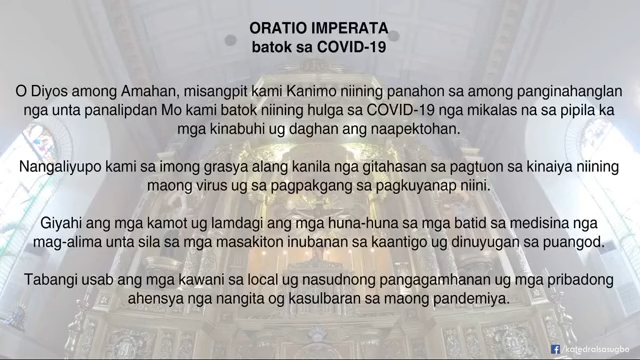 ORATIO IMPERATA
batok sa COVID-19
O Diyos among Amahan, misangpit kami Kanimo niining panahon sa among panginahanglan
nga unta panalipdan Mo kami batok niining hulga sa COVID-19 nga mikalas na sa pipila ka
mga kinabuhi ug daghan ang naapektohan.
Nangaliyupo kami sa imong grasya alang kanila nga gitahasan sa pagtuon sa kinaiya niining
maong virus ug sa pagpakgang sa pagkuyanap niini.
Giyahi ang mga kamot ug lamdagi ang mga huna-huna sa mga batid sa medisina nga
mag-alima unta sila sa mga masakiton inubanan sa kaantigo ug dinuyugan sa puangod.
Tabangi usab ang mga kawani sa local ug nasudnong pangagamhanan ug mga pribadong
ahensya nga nangita og kasulbaran sa maong pandemiya.
/katedralsasugbo